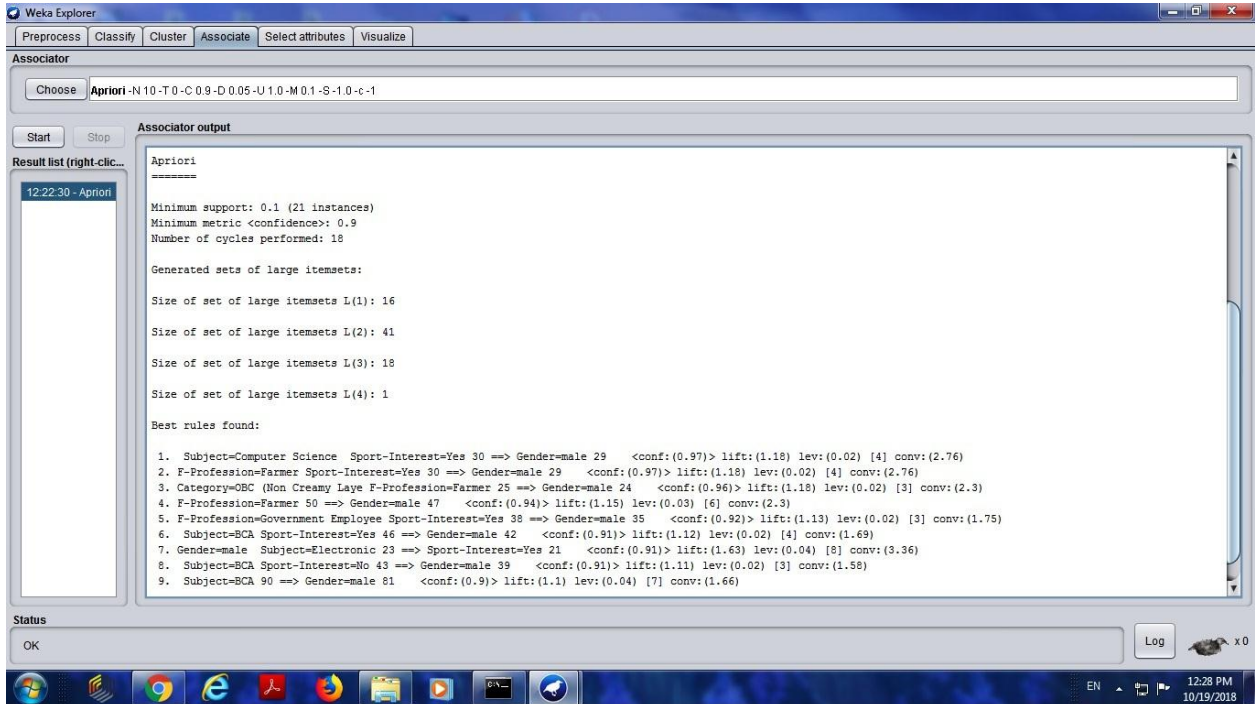 Weka Explorer
Preprocess Classify Cluster Associate Select attributes Visualize
Associator
Choose Apriori -N 10 -T 0 -C 0.9 -D 0.05 -U 1.0 -M 0.1 -S -1.0 -c -1
Start Stop
Result list (right-clic...
12:22:30 - Apriori
Associator output
Apriori
=======
Minimum support: 0.1 (21 instances)
Minimum metric <confidence>: 0.9
Number of cycles performed: 18
Generated sets of large itemsets:
Size of set of large itemsets L(1): 16
Size of set of large itemsets L(2): 41
Size of set of large itemsets L(3): 18
Size of set of large itemsets L(4): 1
Best rules found:
1. Subject=Computer Science Sport-Interest=Yes 30 ==> Gender=male 29 <conf:(0.97)> lift:(1.18) lev:(0.02) [4] conv:(2.76)
2. F-Profession=Farmer Sport-Interest=Yes 30 ==> Gender=male 29 <conf:(0.97)> lift:(1.18) lev:(0.02) [4] conv:(2.76)
3. Category=OBC (Non Creamy Laye F-Profession=Farmer 25 ==> Gender=male 24 <conf:(0.96)> lift:(1.18) lev:(0.02) [3] conv:(2.3)
4. F-Profession=Farmer 50 ==> Gender=male 47 <conf:(0.94)> lift:(1.15) lev:(0.03) [6] conv:(2.3)
5. F-Profession=Government Employee Sport-Interest=Yes 38 ==> Gender=male 35 <conf:(0.92)> lift:(1.13) lev:(0.02) [3] conv:(1.75)
6. Subject=BCA Sport-Interest=Yes 46 ==> Gender=male 42 <conf:(0.91)> lift:(1.12) lev:(0.02) [4] conv:(1.69)
7. Gender=male Subject=Electronic 23 ==> Sport-Interest=Yes 21 <conf:(0.91)> lift:(1.63) lev:(0.04) [8] conv:(3.36)
8. Subject=BCA Sport-Interest=No 43 ==> Gender=male 39 <conf:(0.91)> lift:(1.11) lev:(0.02) [3] conv:(1.58)
9. Subject=BCA 90 ==> Gender=male 81 <conf:(0.9)> lift:(1.1) lev:(0.04) [7] conv:(1.66)
Status
OK
Log x 0
EN 12:28 PM
10/19/2018